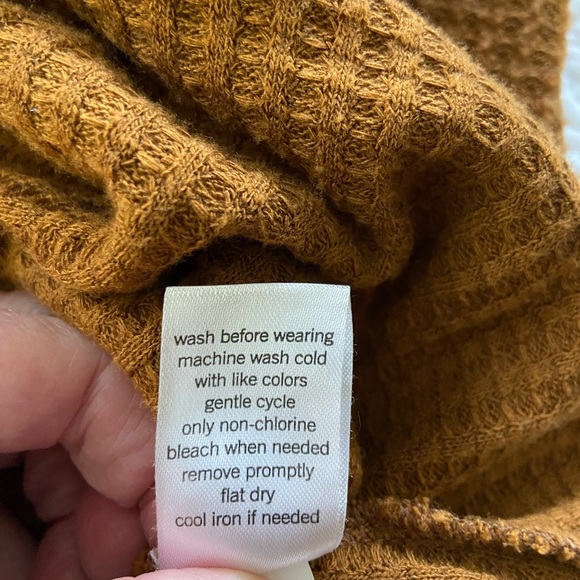 wash before wearing
machine wash cold
with like colors
gentle cycle
only non-chlorine
bleach when needed
remove promptly
flat dry
cool iron if needed